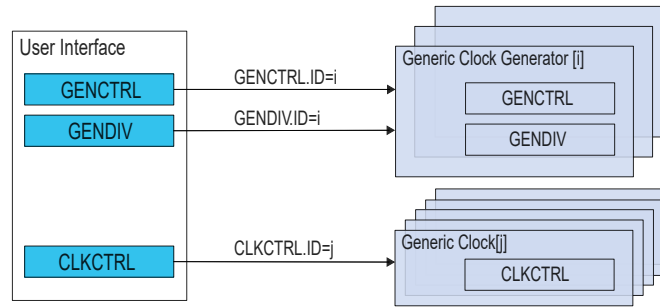 User Interface
GENCTRL
GENDIV
CLKCTRL
GENCTRL.ID=i
GENDIV.ID=i
CLKCTRL.ID=j
Generic Clock Generator [i]
GENCTRL
GENDIV
Generic Clock[j]
CLKCTRL